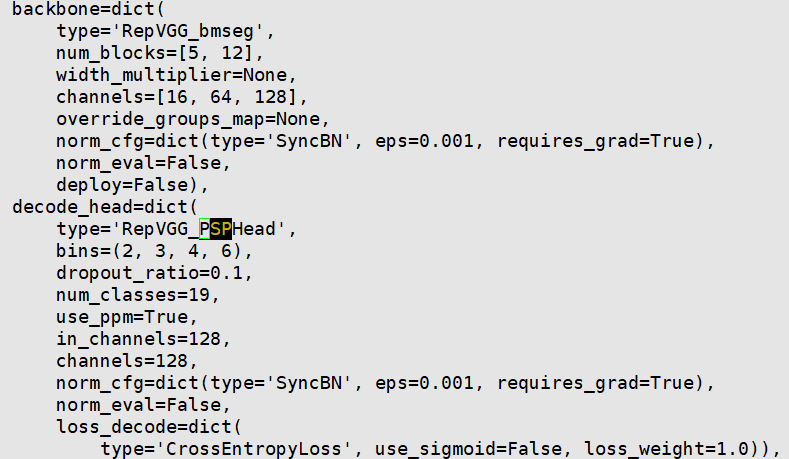 backbone=dict(
    type='RepVGG_bmseg',
    num_blocks=[5, 12],
    width_multiplier=None,
    channels=[16, 64, 128],
    override_groups_map=None,
    norm_cfg=dict(type='SyncBN', eps=0.001, requires_grad=True),
    norm_eval=False,
    deploy=False),
decode_head=dict(
    type='RepVGG_PSPHead',
    bins=(2, 3, 4, 6),
    dropout_ratio=0.1,
    num_classes=19,
    use_ppm=True,
    in_channels=128,
    channels=128,
    norm_cfg=dict(type='SyncBN', eps=0.001, requires_grad=True),
    norm_eval=False,
    loss_decode=dict(
        type='CrossEntropyLoss', use_sigmoid=False, loss_weight=1.0)),